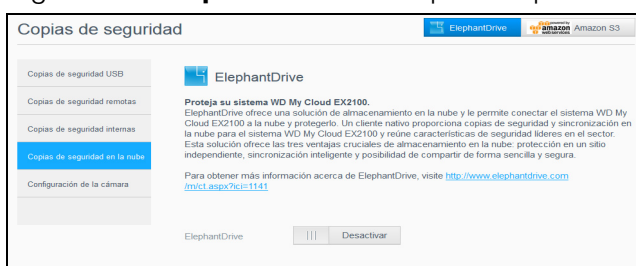 Copias de seguridad
ElephantDrive
powered by
amazon
webservices
Amazon S3
Copias de seguridad USB
Copias de seguridad remotas
Copias de seguridad internas
Copias de seguridad en la nube
Configuración de la cámara
ElephantDrive
Proteja su sistema WD My Cloud EX2100.
ElephantDrive ofrece una solución de almacenamiento en la nube y le permite conectar el sistema WD My
Cloud EX2100 a la nube y protegerlo. Un cliente nativo proporciona copias de seguridad y sincronización en
la nube para el sistema WD My Cloud EX2100 y reúne características de seguridad líderes en el sector.
Esta solución ofrece las tres ventajas cruciales de almacenamiento en la nube: protección en un sitio
independiente, sincronización inteligente y posibilidad de compartir de forma sencilla y segura.
Para obtener más información acerca de ElephantDrive, visite http://www.elephantdrive.com
/m/ct.aspx?ici=1141
ElephantDrive
Desactivar